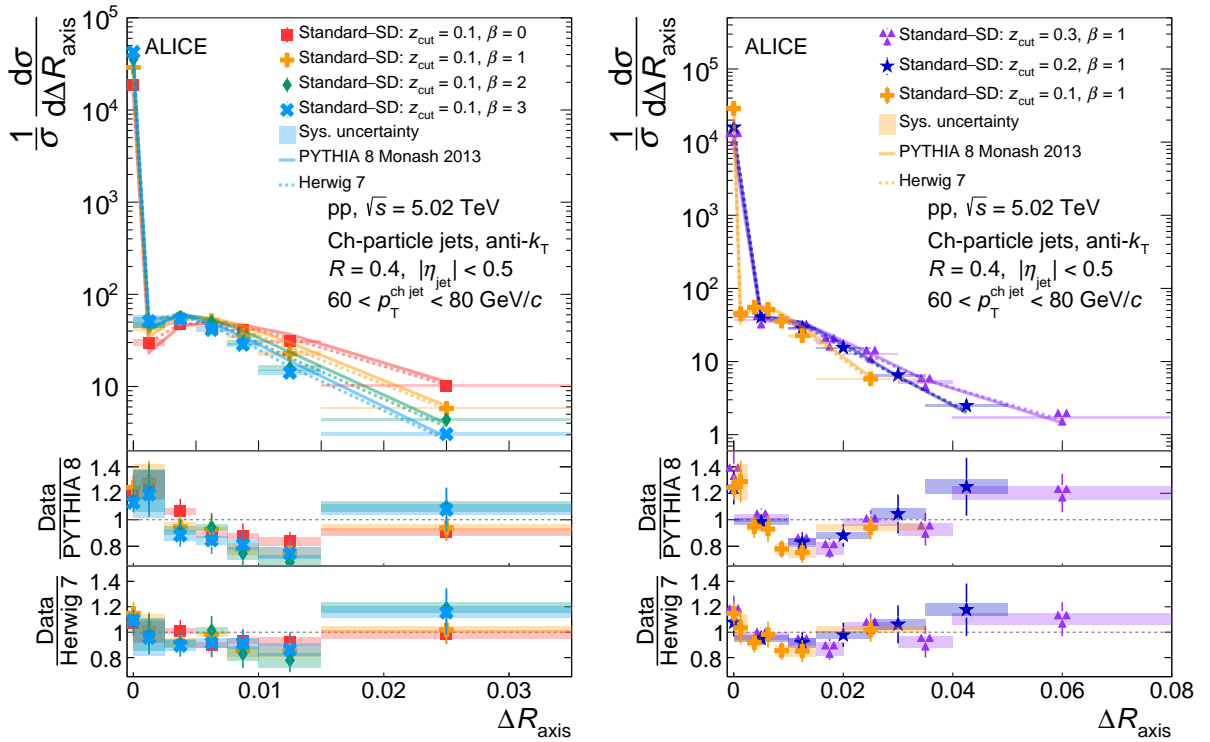 1/σ dσ/dΔR_axis
10^5
10^4
10^3
10^2
10
ALICE
Standard–SD: z_cut = 0.1, β = 0
Standard–SD: z_cut = 0.1, β = 1
Standard–SD: z_cut = 0.1, β = 2
Standard–SD: z_cut = 0.1, β = 3
Sys. uncertainty
PYTHIA 8 Monash 2013
Herwig 7
pp, √s = 5.02 TeV
Ch-particle jets, anti-k_T
R = 0.4, |η_jet| < 0.5
60 < p_T^ch jet < 80 GeV/c
Data/PYTHIA 8
1.4
1.2
1
0.8
Data/Herwig 7
1.4
1.2
1
0.8
0 0.01 0.02 0.03
ΔR_axis
1/σ dσ/dΔR_axis
10^5
10^4
10^3
10^2
10
1
ALICE
Standard–SD: z_cut = 0.3, β = 1
Standard–SD: z_cut = 0.2, β = 1
Standard–SD: z_cut = 0.1, β = 1
Sys. uncertainty
PYTHIA 8 Monash 2013
Herwig 7
pp, √s = 5.02 TeV
Ch-particle jets, anti-k_T
R = 0.4, |η_jet| < 0.5
60 < p_T^ch jet < 80 GeV/c
Data/PYTHIA 8
1.4
1.2
1
0.8
Data/Herwig 7
1.4
1.2
1
0.8
0 0.02 0.04 0.06 0.08
ΔR_axis